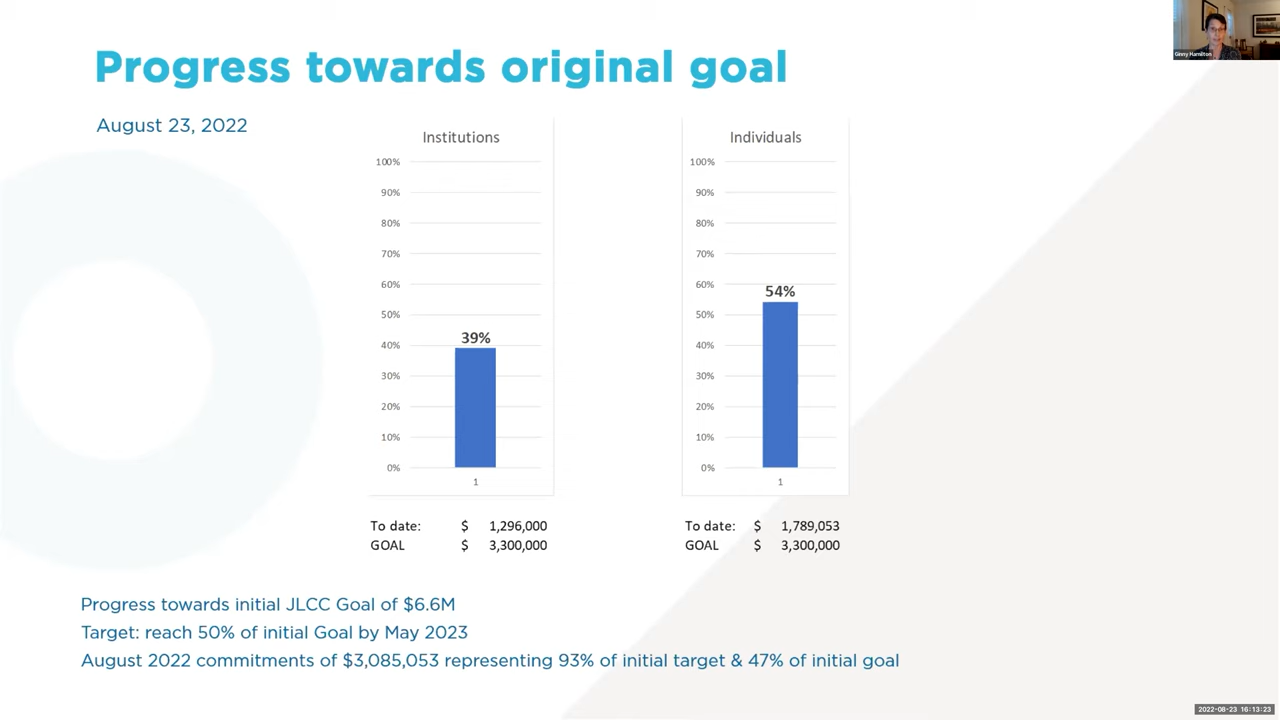 Progress towards original goal
Ginny Hamilton
August 23, 2022
Institutions
100%
90%
80%
70%
60%
50%
40%
30%
20%
10%
0%
39%
1
Individuals
100%
90%
80%
70%
60%
50%
40%
30%
20%
10%
0%
54%
1
To date: $ 1,296,000
GOAL $ 3,300,000
To date: $ 1,789,053
GOAL $ 3,300,000
Progress towards initial JLCC Goal of $6.6M
Target: reach 50% of initial Goal by May 2023
August 2022 commitments of $3,085,053 representing 93% of initial target & 47% of initial goal
2022-08-23 16:13:23